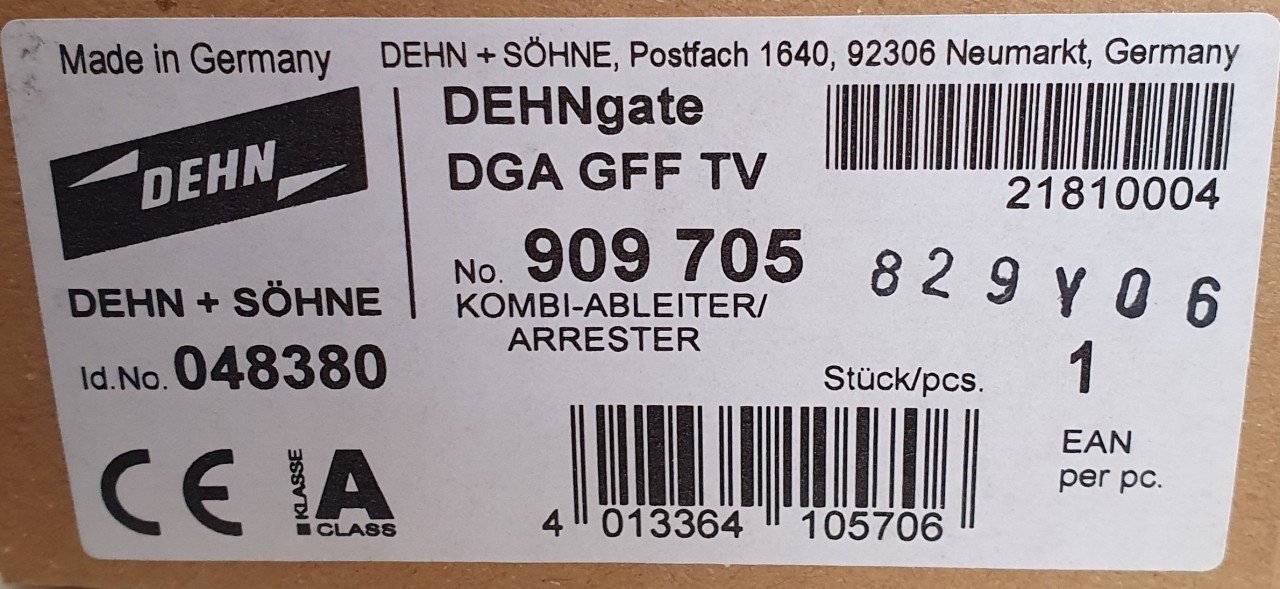 Made in Germany
DEHN + SÖHNE, Postfach 1640, 92306 Neumarkt, Germany
DEHN
DEHN + SÖHNE
Id.No. 048380
CE
KLASSE
A
CLASS
DEHNgate
DGA GFF TV
No. 909 705
KOMBI-ABLEITER/
ARRESTER
21810004
829Y06
Stück/pcs. 1
EAN
per pc.
4 013364 105706